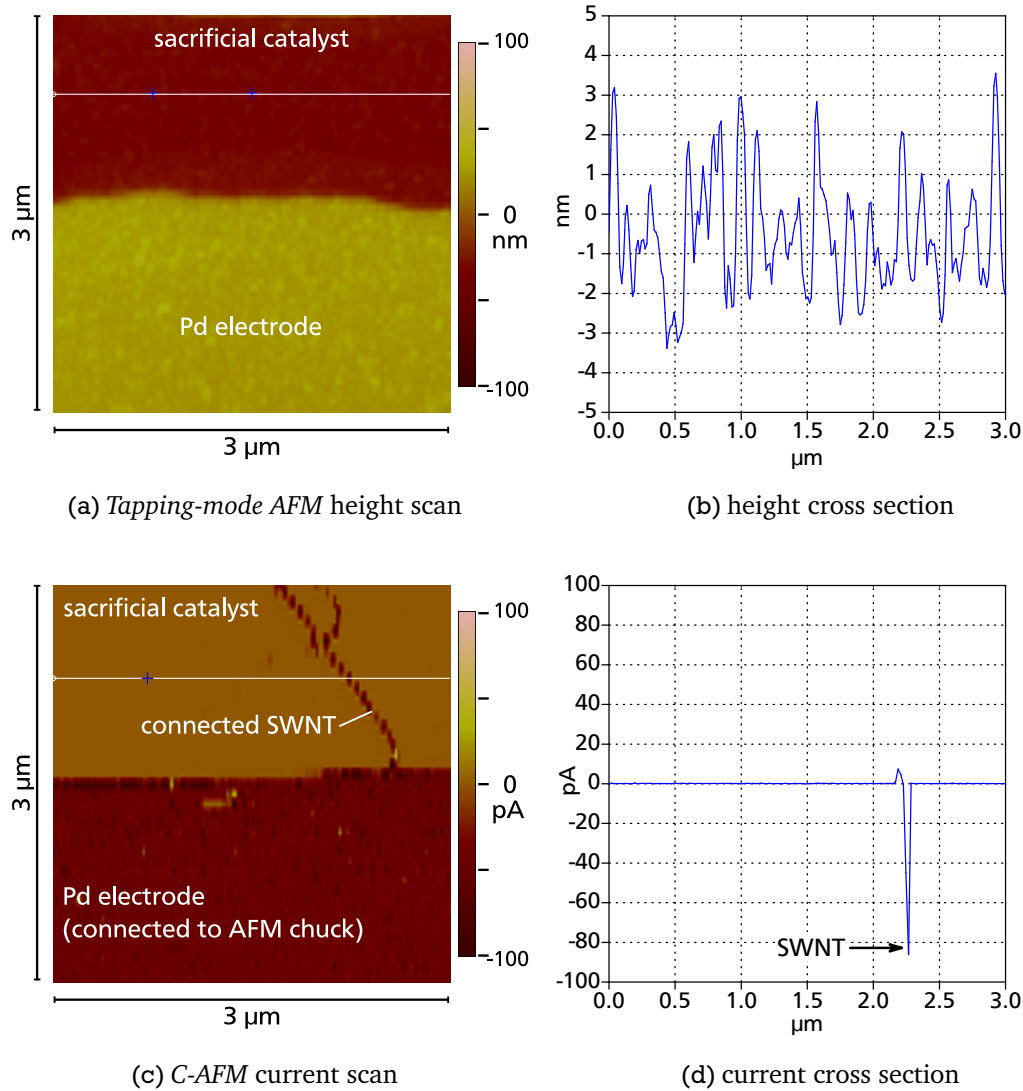 sacrificial catalyst
100
0
nm
-100
Pd electrode
3 µm
3 µm
(a) Tapping-mode AFM height scan
5
4
3
2
1
0
-1
-2
-3
-4
-5
nm
0.0 0.5 1.0 1.5 2.0 2.5 3.0
µm
(b) height cross section
sacrificial catalyst
100
connected SWNT
0
pA
Pd electrode
(connected to AFM chuck)
-100
3 µm
3 µm
(c) C-AFM current scan
100
80
60
40
20
0
-20
-40
-60
-80
-100
pA
SWNT
0.0 0.5 1.0 1.5 2.0 2.5 3.0
µm
(d) current cross section